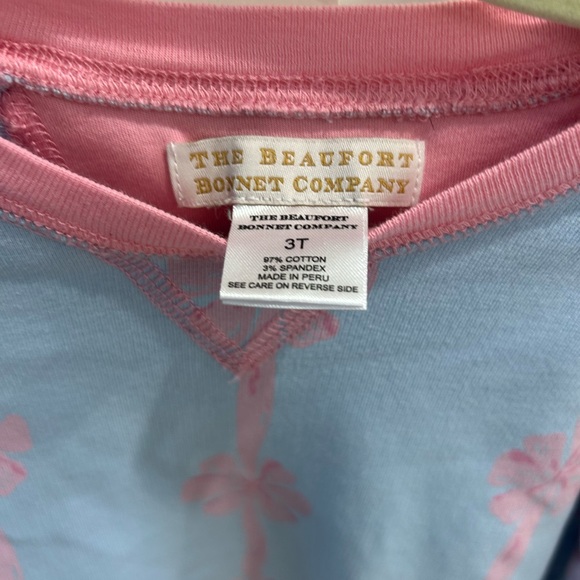 THE BEAUFORT
BONNET COMPANY
THE BEAUFORT
BONNET COMPANY
3T
97% COTTON
3% SPANDEX
MADE IN PERU
SEE CARE ON REVERSE SIDE